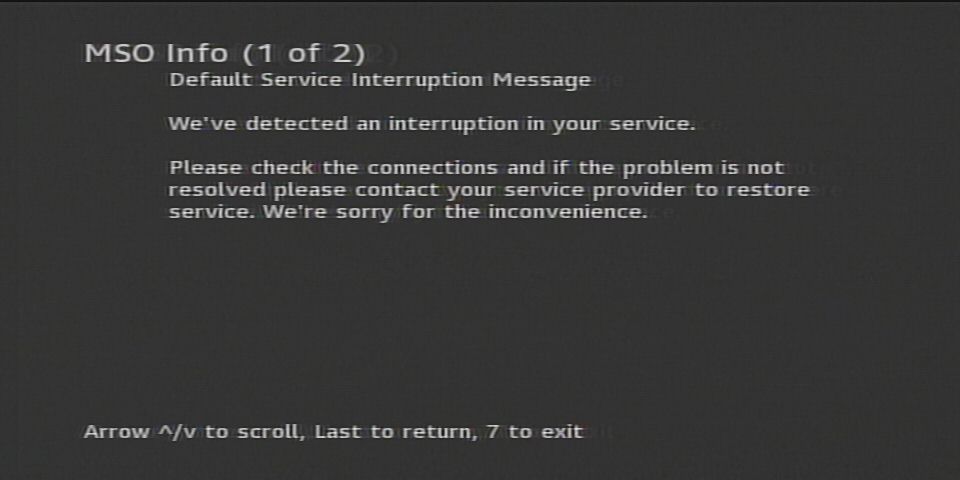 MSO Info (1 of 2)
Default Service Interruption Message
We've detected an interruption in your service.
Please check the connections and if the problem is not
resolved please contact your service provider to restore
service. We're sorry for the inconvenience.
Arrow ^/v to scroll, Last to return, 7 to exit